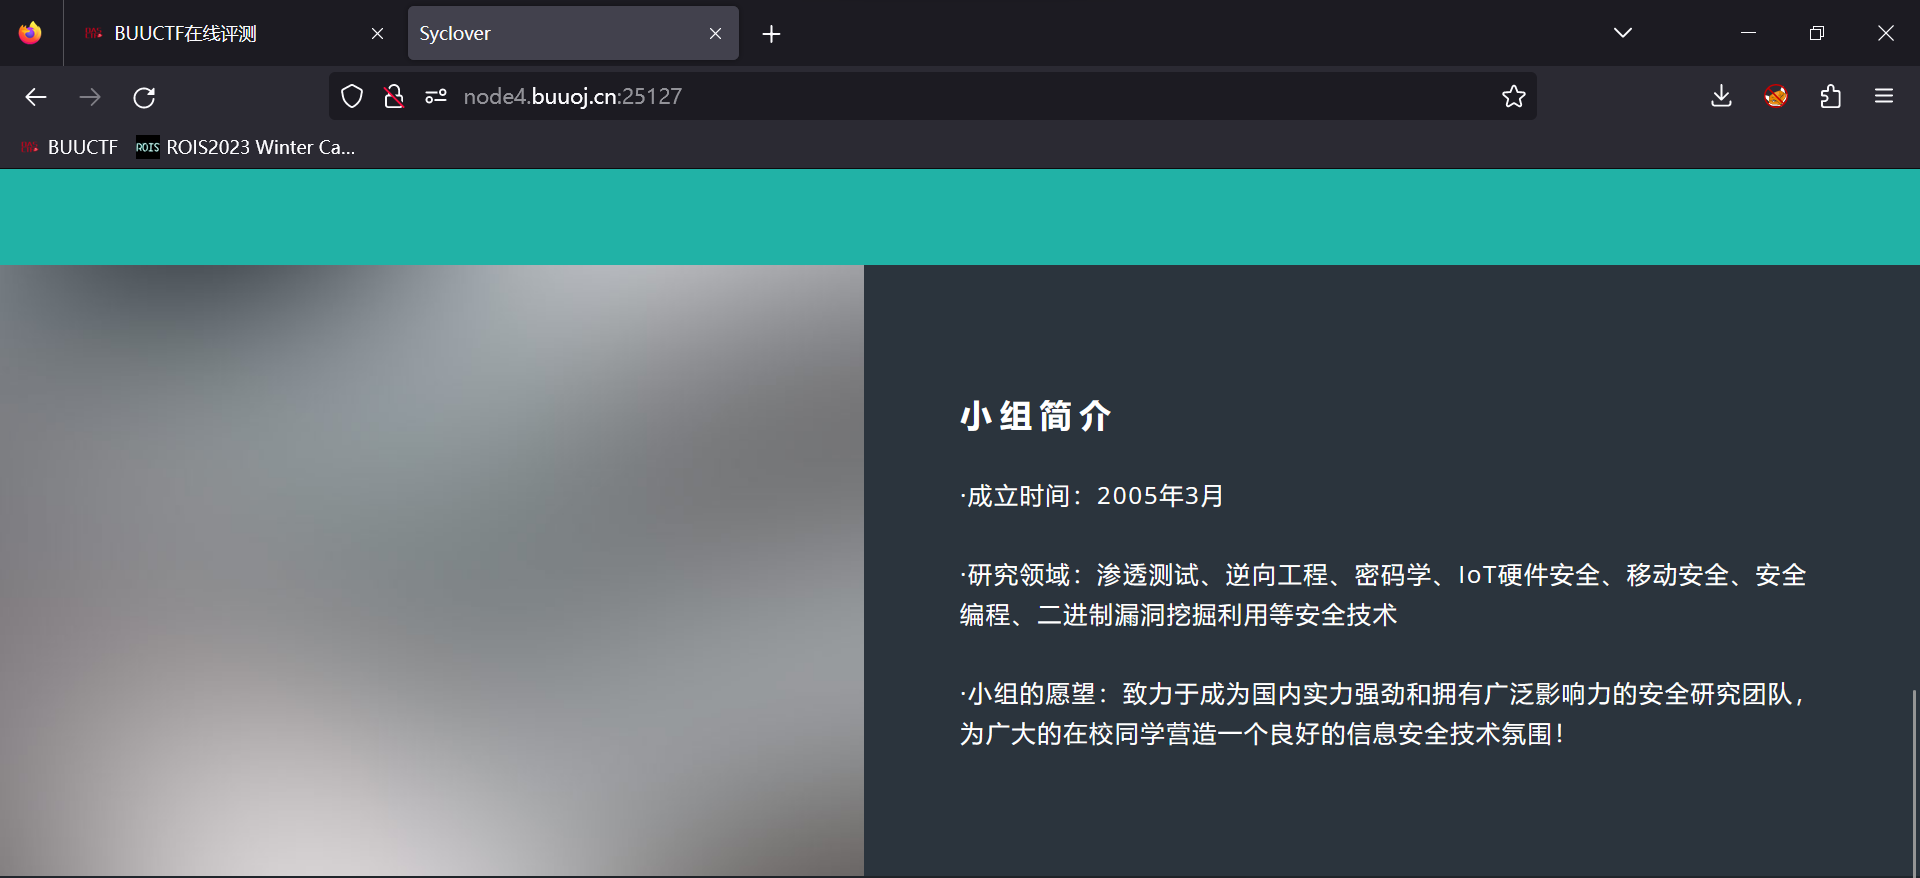 BUUCTF在线评测
Syclover
node4.buuoj.cn:25127
BUUCTF
ROIS
ROIS2023 Winter Ca...
小组简介
·成立时间：2005年3月
·研究领域：渗透测试、逆向工程、密码学、IoT硬件安全、移动安全、安全
编程、二进制漏洞挖掘利用等安全技术
·小组的愿望：致力于成为国内实力强劲和拥有广泛影响力的安全研究团队，
为广大的在校同学营造一个良好的信息安全技术氛围！